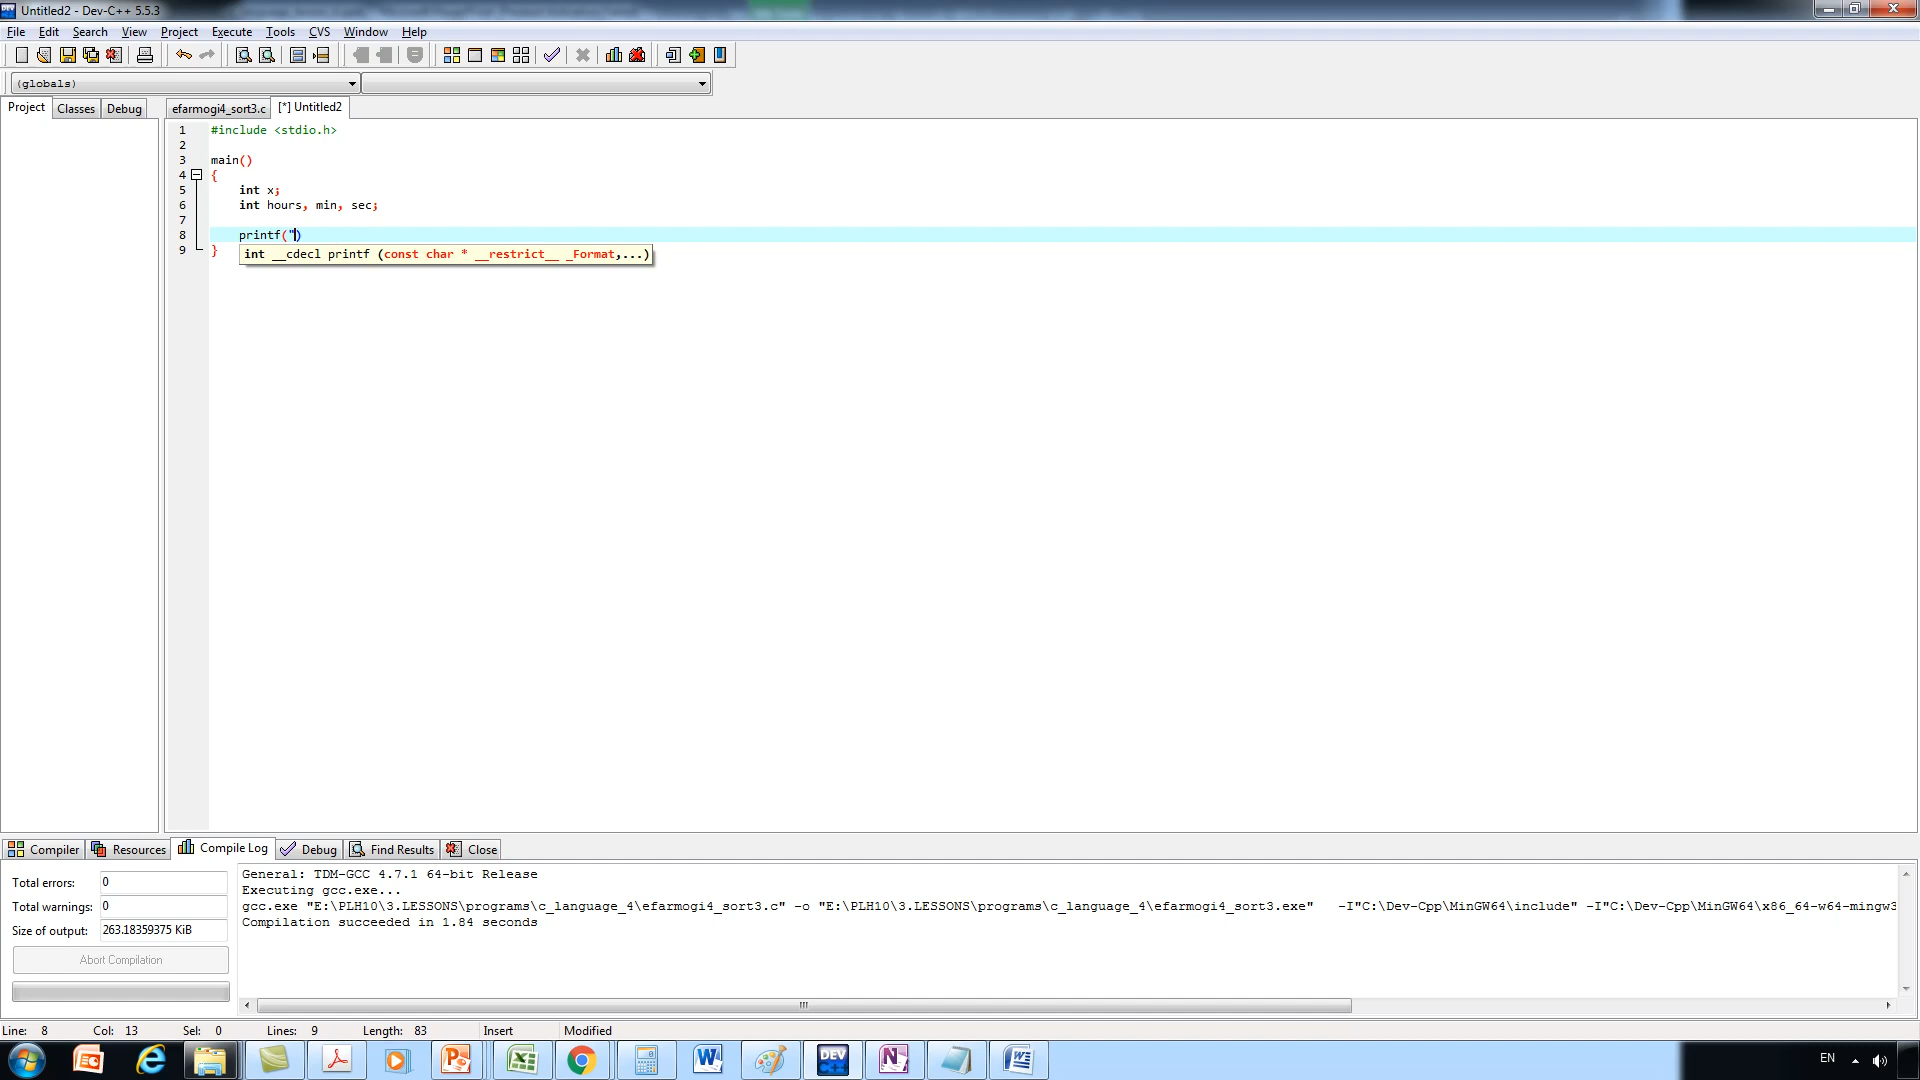 Untitled2 - Dev-C++ 5.5.3
File Edit Search View Project Execute Tools CVS Window Help
(globals)
Project Classes Debug efarmogi4_sort3.c [*] Untitled2
1 #include <stdio.h>
2
3 main()
4 {
5 int x;
6 int hours, min, sec;
7
8 printf(")
9 }
int __cdecl printf (const char * __restrict__ _Format,...)
Compiler Resources Compile Log Debug Find Results Close
Total errors: 0
Total warnings: 0
Size of output: 263.18359375 KiB
Abort Compilation
General: TDM-GCC 4.7.1 64-bit Release
Executing gcc.exe...
gcc.exe "E:\PLH10\3.LESSONS\programs\c_language_4\efarmogi4_sort3.c" -o "E:\PLH10\3.LESSONS\programs\c_language_4\efarmogi4_sort3.exe" -I"C:\Dev-Cpp\MinGW64\include" -I"C:\Dev-Cpp\MinGW64\x86_64-w64-mingw3
Compilation succeeded in 1.84 seconds
Line: 8 Col: 13 Sel: 0 Lines: 9 Length: 83 Insert Modified
EN